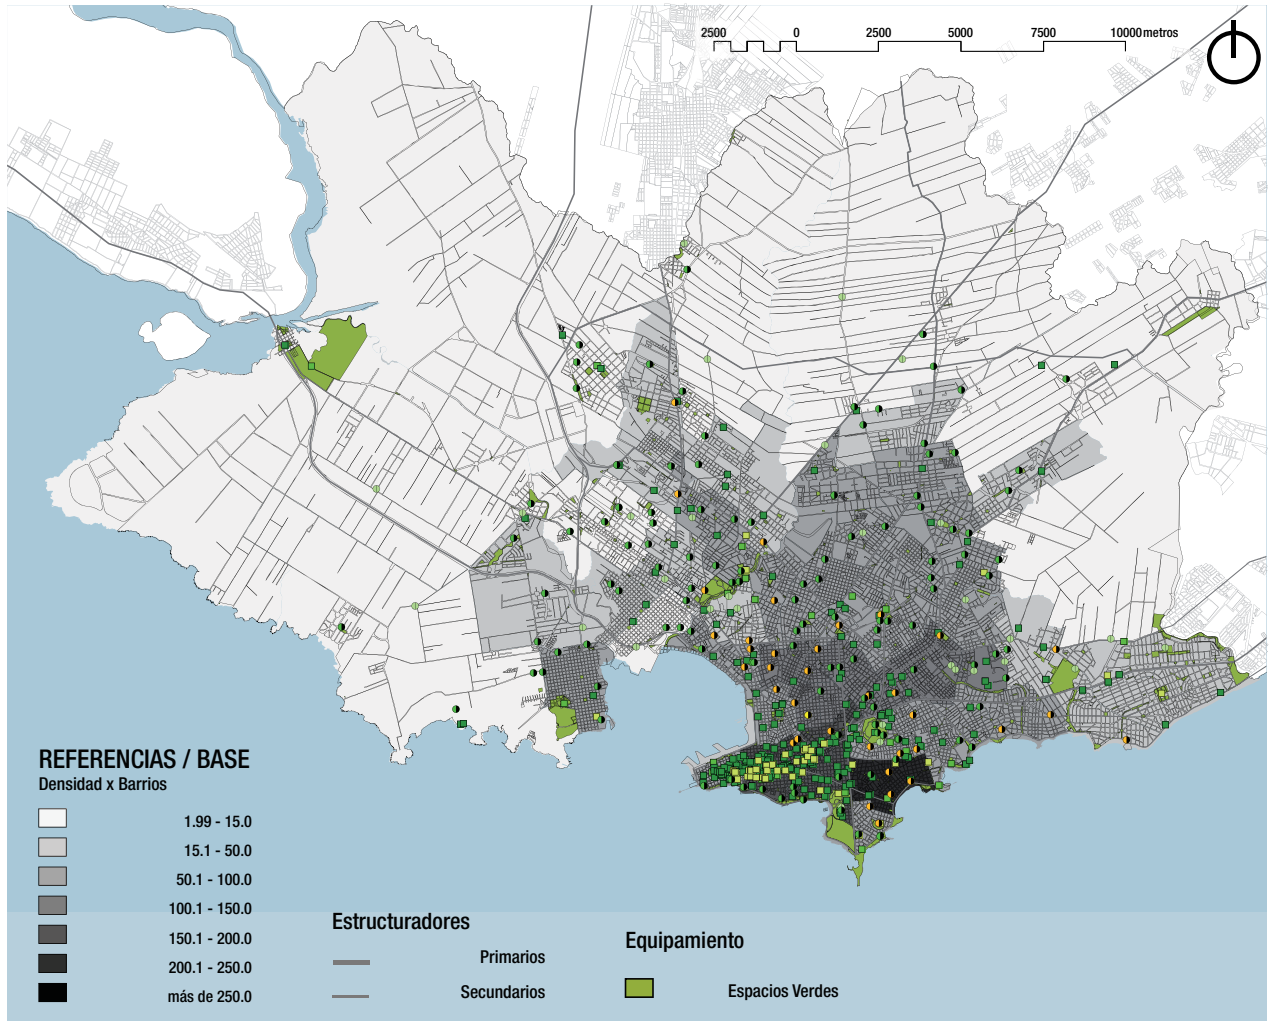 2500 0 2500 5000 7500 10000 metros
REFERENCIAS / BASE
Densidad x Barrios
1.99 - 15.0
15.1 - 50.0
50.1 - 100.0
100.1 - 150.0
150.1 - 200.0
200.1 - 250.0
más de 250.0
Estructuradores
Primarios
Secundarios
Equipamiento
Espacios Verdes